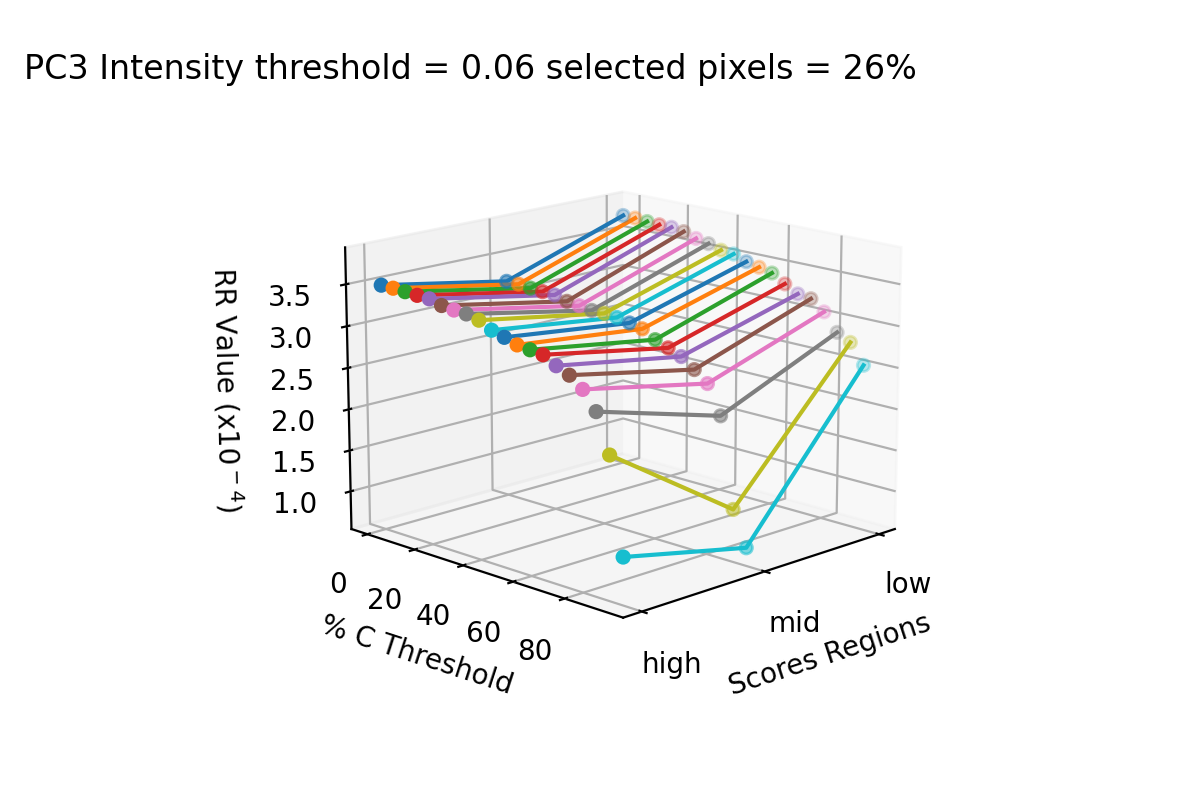 PC3 Intensity threshold = 0.06 selected pixels = 26%
RR Value (x10⁻⁴)
3.5
3.0
2.5
2.0
1.5
1.0
0
20
40
60
80
% C Threshold
high
mid
low
Scores Regions